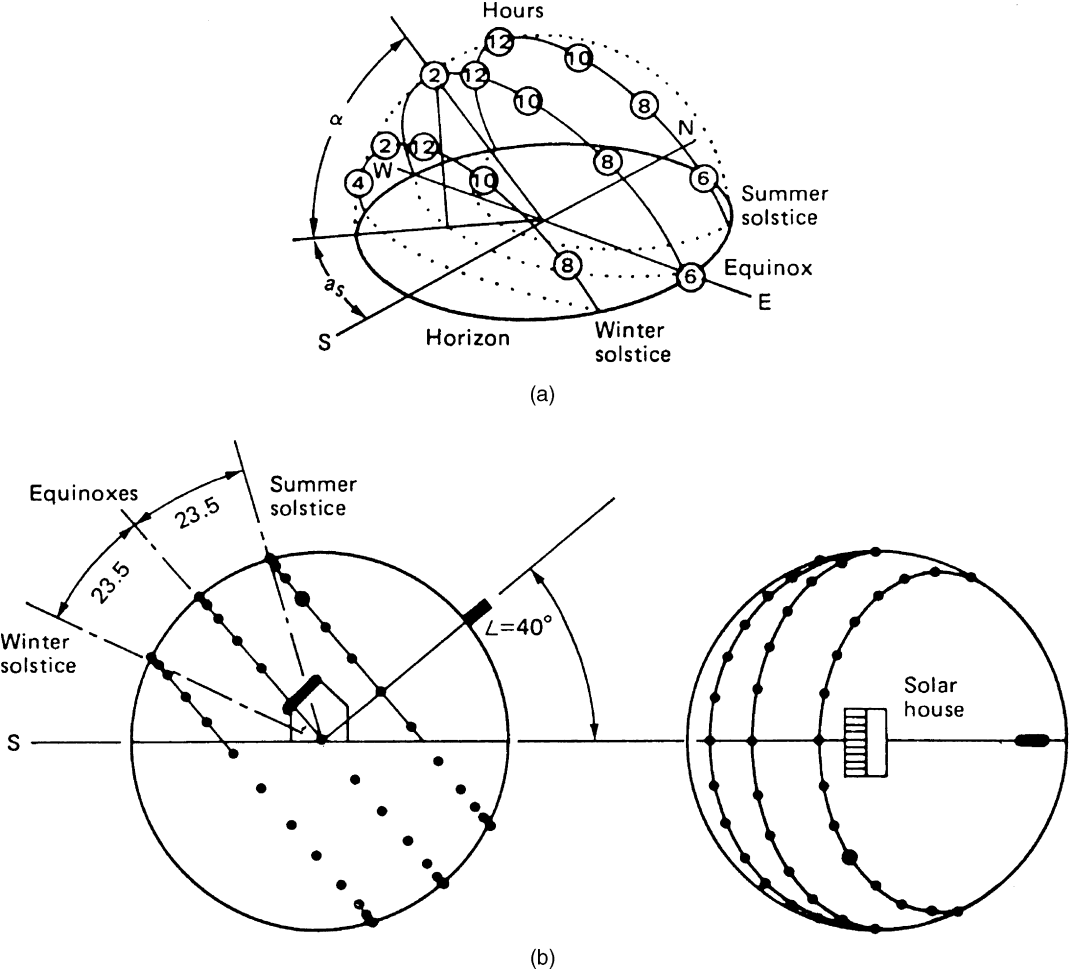 Hours
12
2
12
10
10
8
α
N
2
12
W
8
4
10
6
Summer
solstice
8
6
Equinox
as
E
S
Horizon
Winter
solstice
(a)
Equinoxes
23.5
Summer
solstice
23.5
Winter
solstice
L=40°
Solar
house
S
(b)